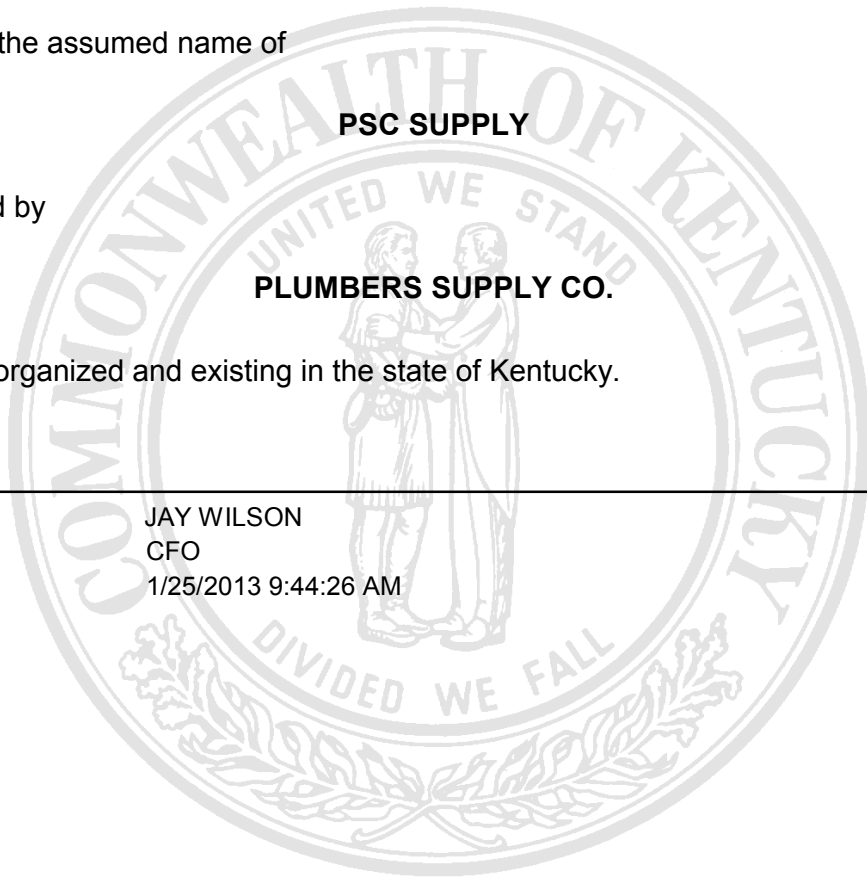 the assumed name of
PSC SUPPLY
d by
PLUMBERS SUPPLY CO.
organized and existing in the state of Kentucky.
JAY WILSON
CFO
1/25/2013 9:44:26 AM
COMMONWEALTH OF KENTUCKY
UNITED WE STAND
DIVIDED WE FALL